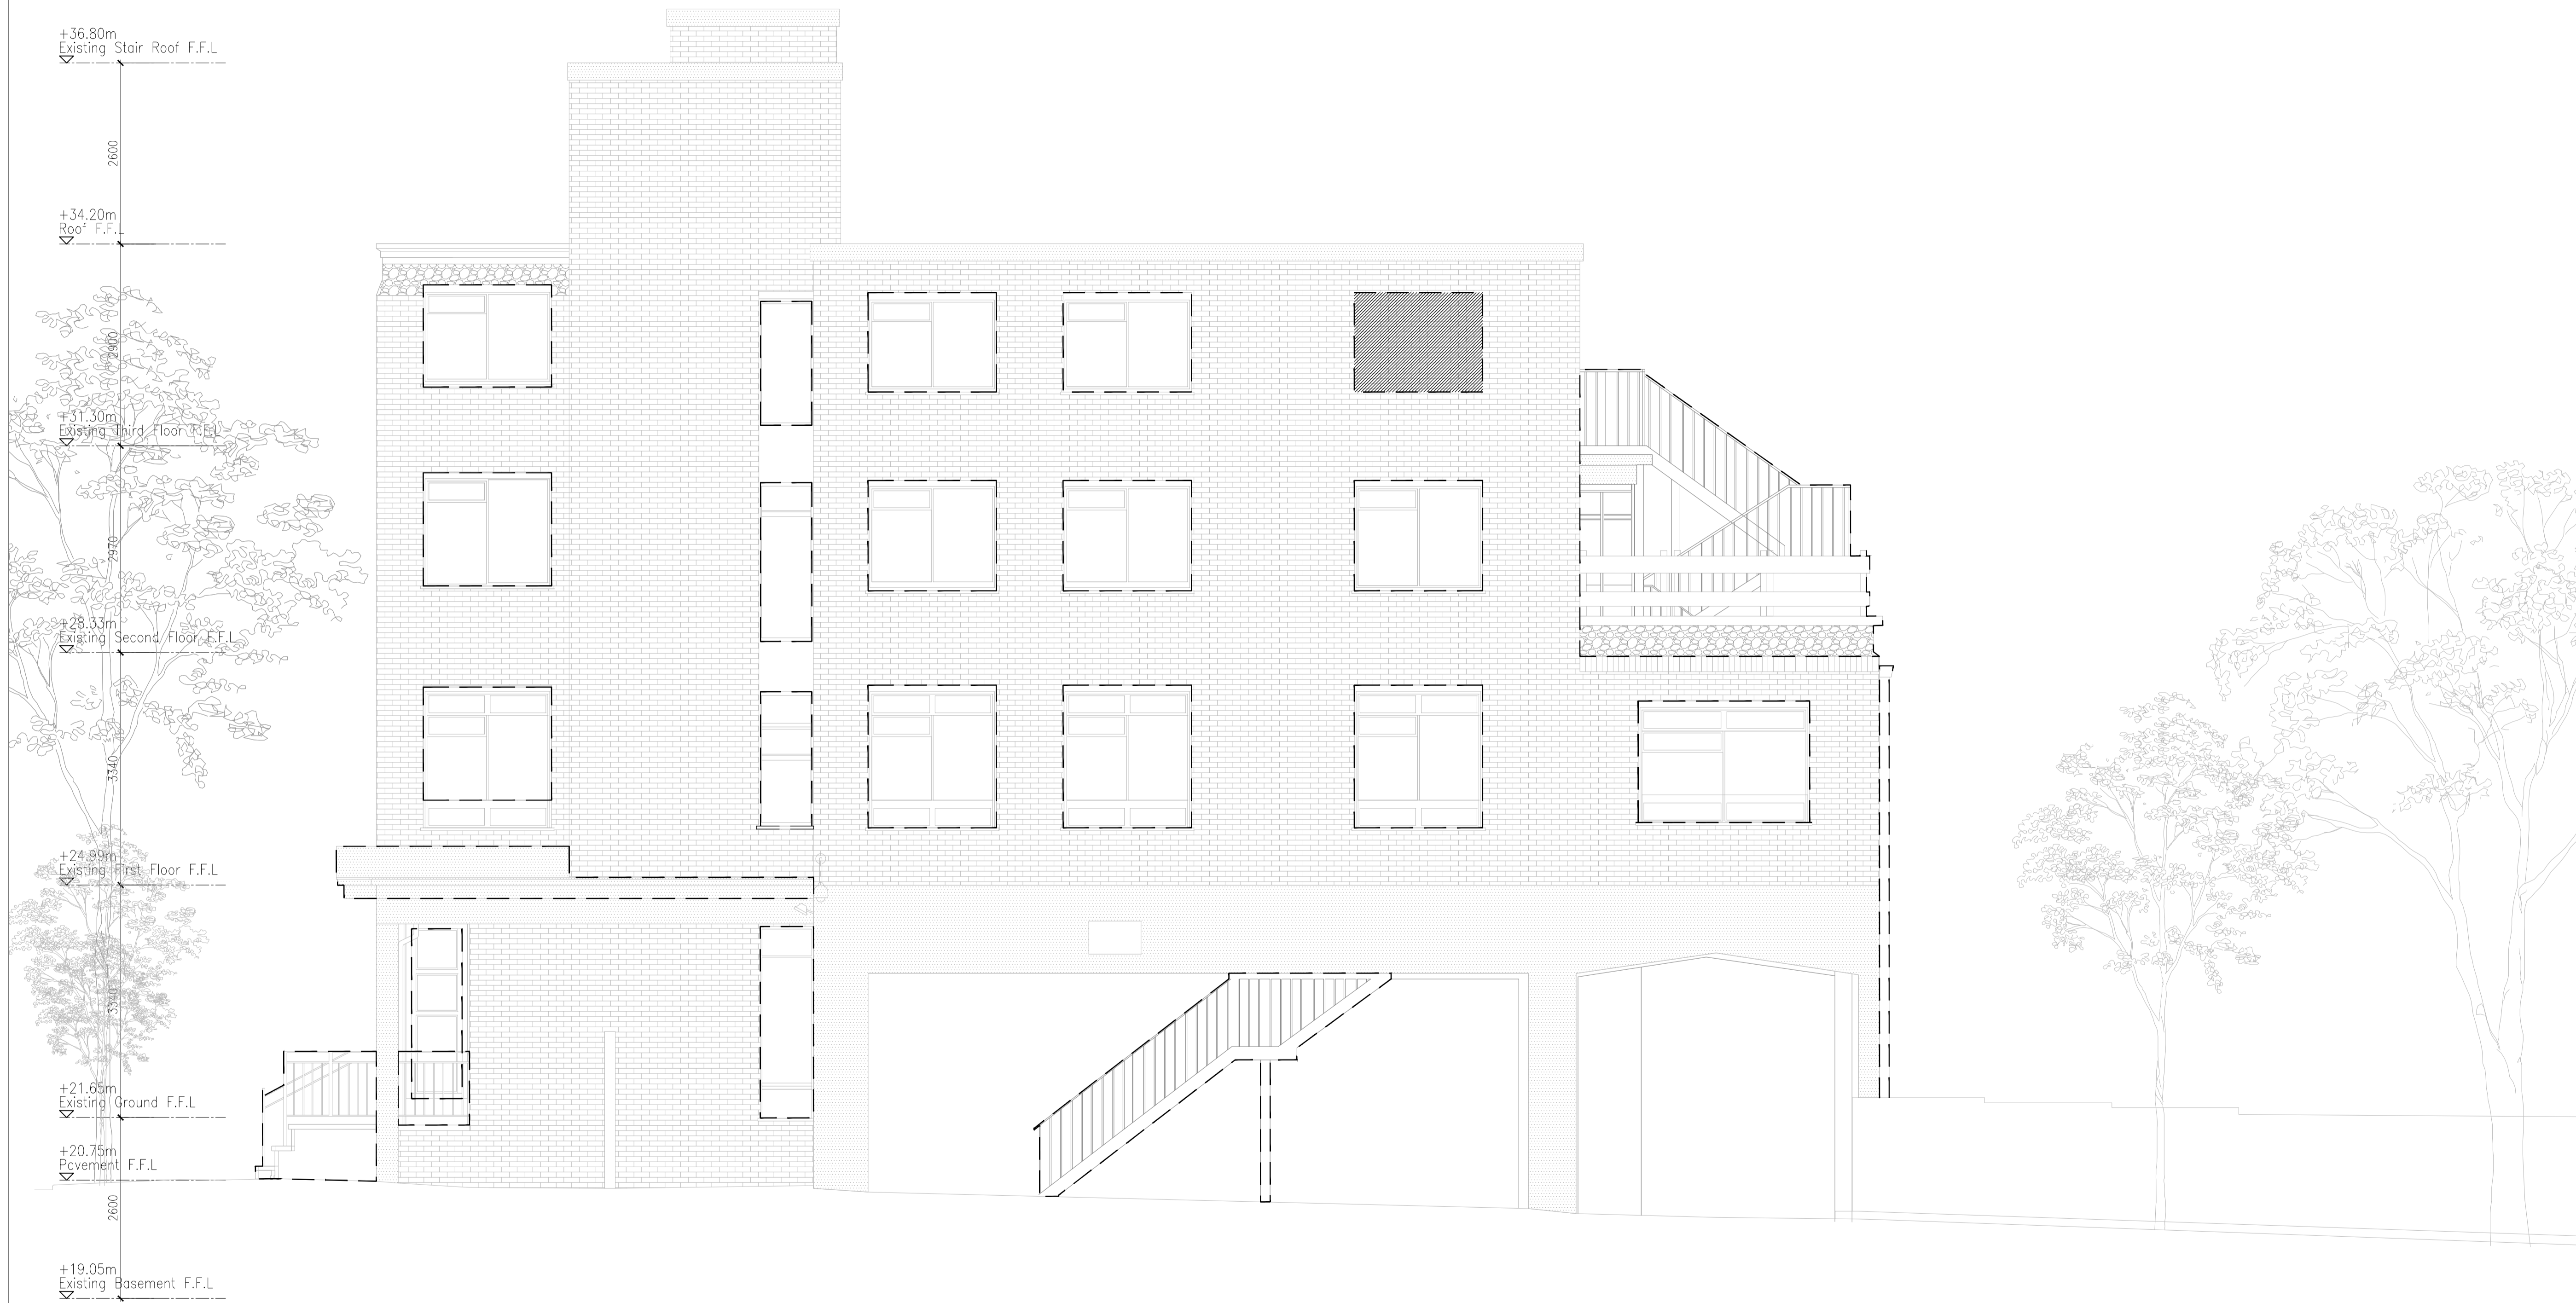 +36.80m
Existing Stair Roof F.F.L
2600
+34.20m
Roof F.F.L
2900
+31.30m
Existing Third Floor F.F.L
2970
+28.33m
Existing Second Floor F.F.L
3340
+24.99m
Existing First Floor F.F.L
3340
+21.65m
Existing Ground F.F.L
+20.75m
Pavement F.F.L
2600
+19.05m
Existing Basement F.F.L